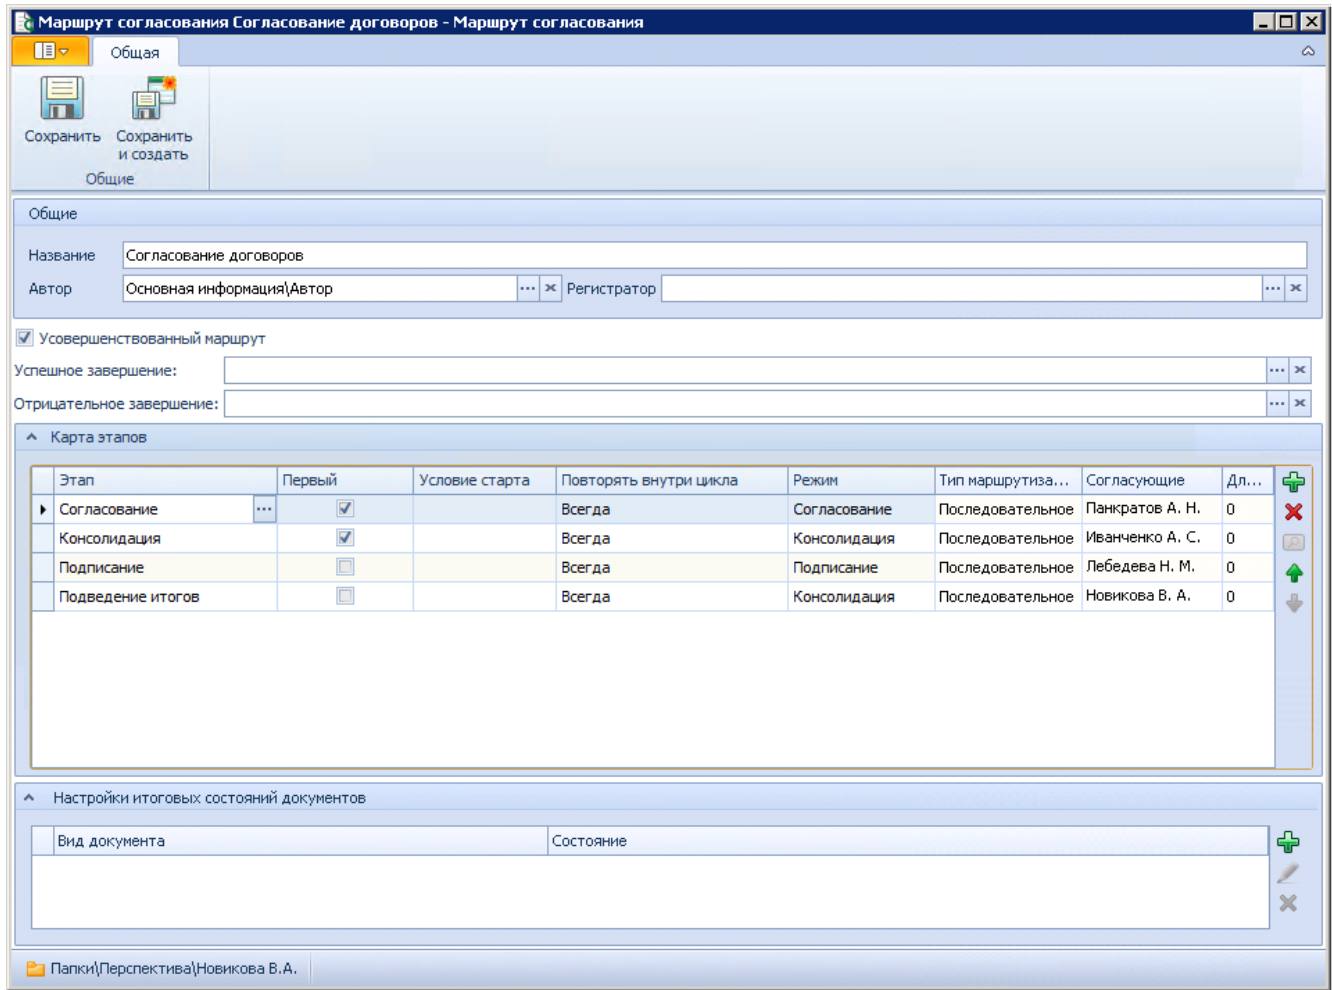 Маршрут согласования Согласование договоров - Маршрут согласования
Общая
Сохранить
Сохранить
и создать
Общие
Общие
Название
Согласование договоров
Автор
Основная информация\Автор
Регистратор
Усовершенствованный маршрут
Успешное завершение:
Отрицательное завершение:
Карта этапов
Этап Первый Условие старта Повторять внутри цикла Режим Тип маршрутиза... Согласующие Дл...
Согласование ... Всегда Согласование Последовательное Панкратов А. Н. 0
Консолидация Всегда Консолидация Последовательное Иванченко А. С. 0
Подписание Всегда Подписание Последовательное Лебедева Н. М. 0
Подведение итогов Всегда Консолидация Последовательное Новикова В. А. 0
Настройки итоговых состояний документов
Вид документа Состояние
Папки\Перспектива\Новикова В.А.